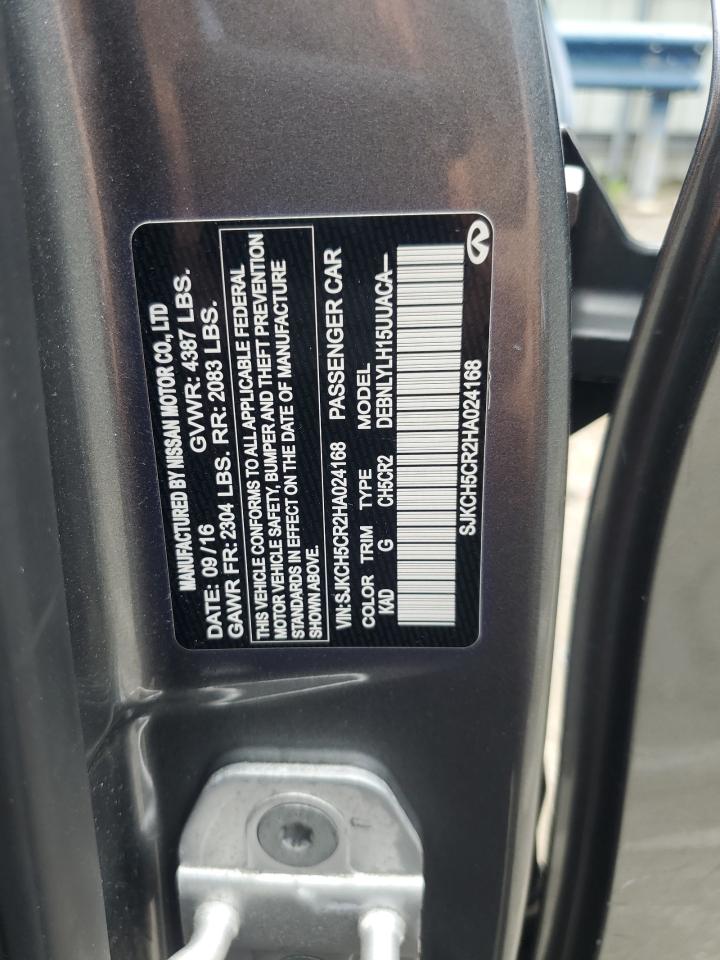 MANUFACTURED BY NISSAN MOTOR CO., LTD
DATE: 09/16 GVWR: 4387 LBS.
GAWR FR: 2304 LBS. RR: 2083 LBS.
THIS VEHICLE CONFORMS TO ALL APPLICABLE FEDERAL
MOTOR VEHICLE SAFETY, BUMPER AND THEFT PREVENTION
STANDARDS IN EFFECT ON THE DATE OF MANUFACTURE
SHOWN ABOVE.
VIN:SJKCH5CR2HA024168 PASSENGER CAR
COLOR TRIM TYPE MODEL
KAD G CH5CR2 DEBNLYLH15UUACA—
SJKCH5CR2HA024168